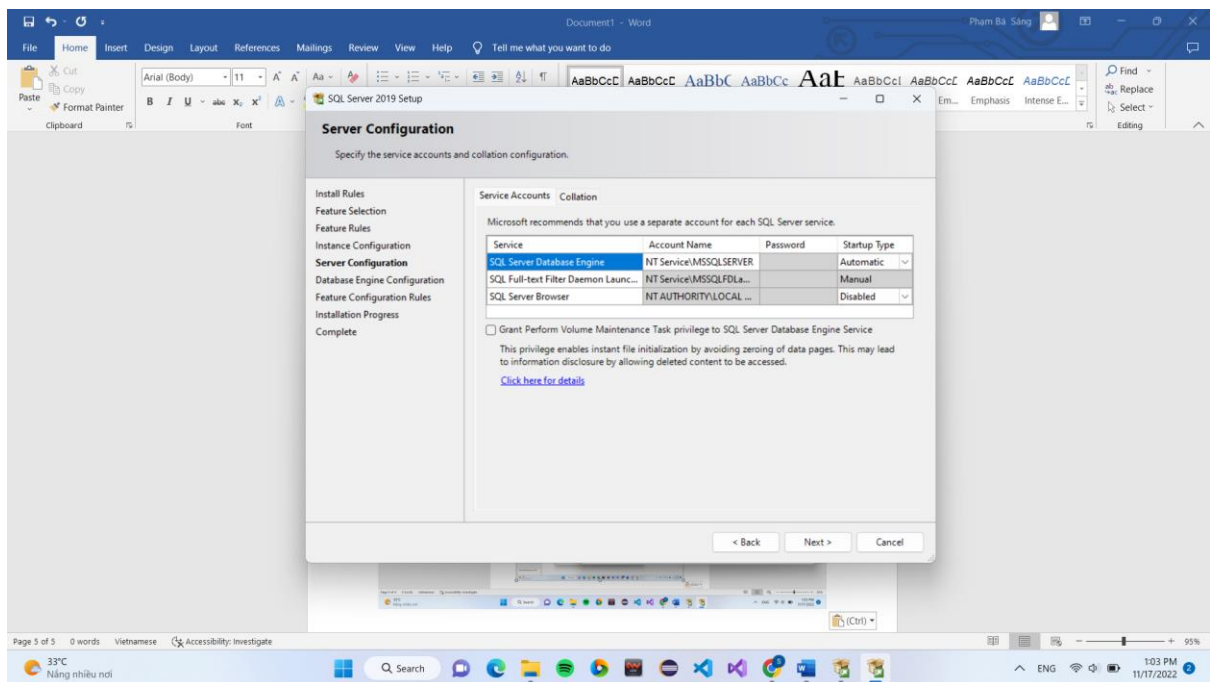 Document1 - Word
Phạm Bá Sáng
File Home Insert Design Layout References Mailings Review View Help Tell me what you want to do
Paste
Cut
Copy
Format Painter
Clipboard
Arial (Body) 11
Font
AaBbCcC AaBbCcC AaBbC AaBbCc AaBbCcl AaBbCcC AaBbCcC AaBbCcC
Em... Emphasis Intense E...
Find
Replace
Select
Editing
SQL Server 2019 Setup
Server Configuration
Specify the service accounts and collation configuration.
Install Rules
Feature Selection
Feature Rules
Instance Configuration
Server Configuration
Database Engine Configuration
Feature Configuration Rules
Installation Progress
Complete
Service Accounts Collation
Microsoft recommends that you use a separate account for each SQL Server service.
Service Account Name Password Startup Type
SQL Server Database Engine NT Service\MSSQLSERVER Automatic
SQL Full-text Filter Daemon Launc... NT Service\MSSQLFDLa... Manual
SQL Server Browser NT AUTHORITY\LOCAL ... Disabled
Grant Perform Volume Maintenance Task privilege to SQL Server Database Engine Service
This privilege enables instant file initialization by avoiding zeroing of data pages. This may lead
to information disclosure by allowing deleted content to be accessed.
Click here for details
< Back Next > Cancel
(Ctrl)
Page 5 of 5 0 words Vietnamese Accessibility: Investigate
95%
33°C
Nắng nhiều nơi
Search
ENG
1:03 PM
11/17/2022
2